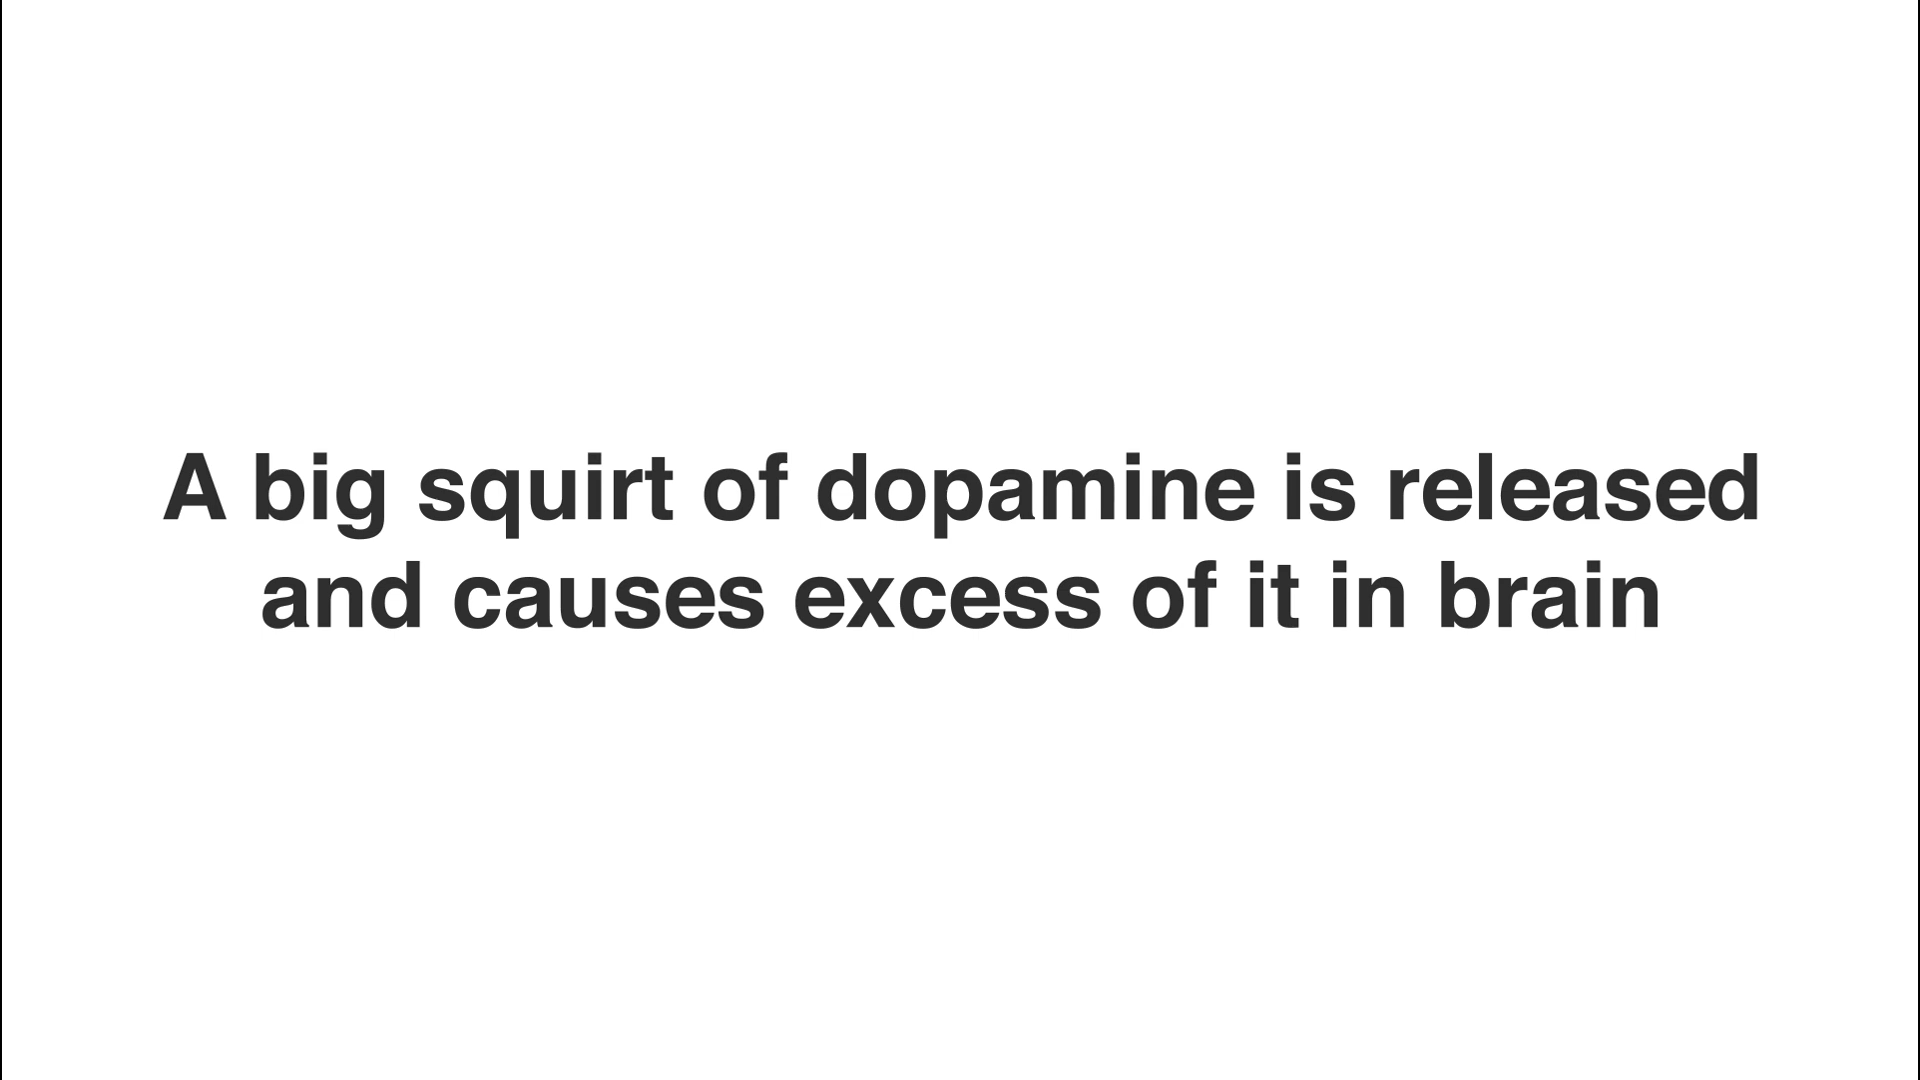 A big squirt of dopamine is released
and causes excess of it in brain